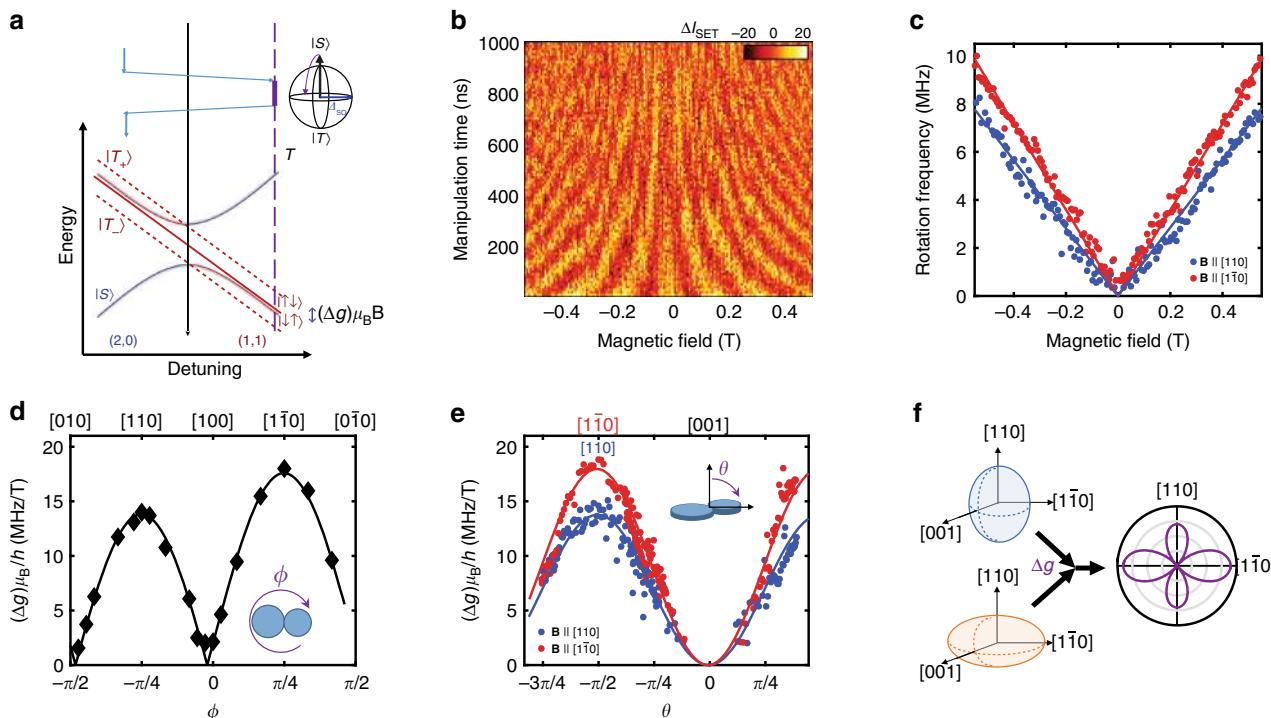 a
|S⟩
Δ_SO
|T⟩
|T₊⟩
T
|T₋⟩
Energy
|S⟩
|↑↓⟩
|↓↑⟩
(Δg)μ_B B
(2,0)
(1,1)
Detuning
b
ΔI_SET
−20 0 20
1000
800
600
400
200
Manipulation time (ns)
−0.4 −0.2 0 0.2 0.4
Magnetic field (T)
c
10
8
6
4
2
0
Rotation frequency (MHz)
B || [110]
B || [11̄0]
−0.4 −0.2 0 0.2 0.4
Magnetic field (T)
d
[010] [110] [100] [11̄0] [01̄0]
20
15
10
5
0
(Δg)μ_B/h (MHz/T)
ϕ
−π/2 −π/4 0 π/4 π/2
ϕ
e
[11̄0] [001]
[110]
θ
20
15
10
5
0
(Δg)μ_B/h (MHz/T)
B || [110]
B || [11̄0]
−3π/4 −π/2 −π/4 0 π/4
θ
f
[110]
[11̄0]
[001]
Δg
[110]
[11̄0]
[001]
[110]
[11̄0